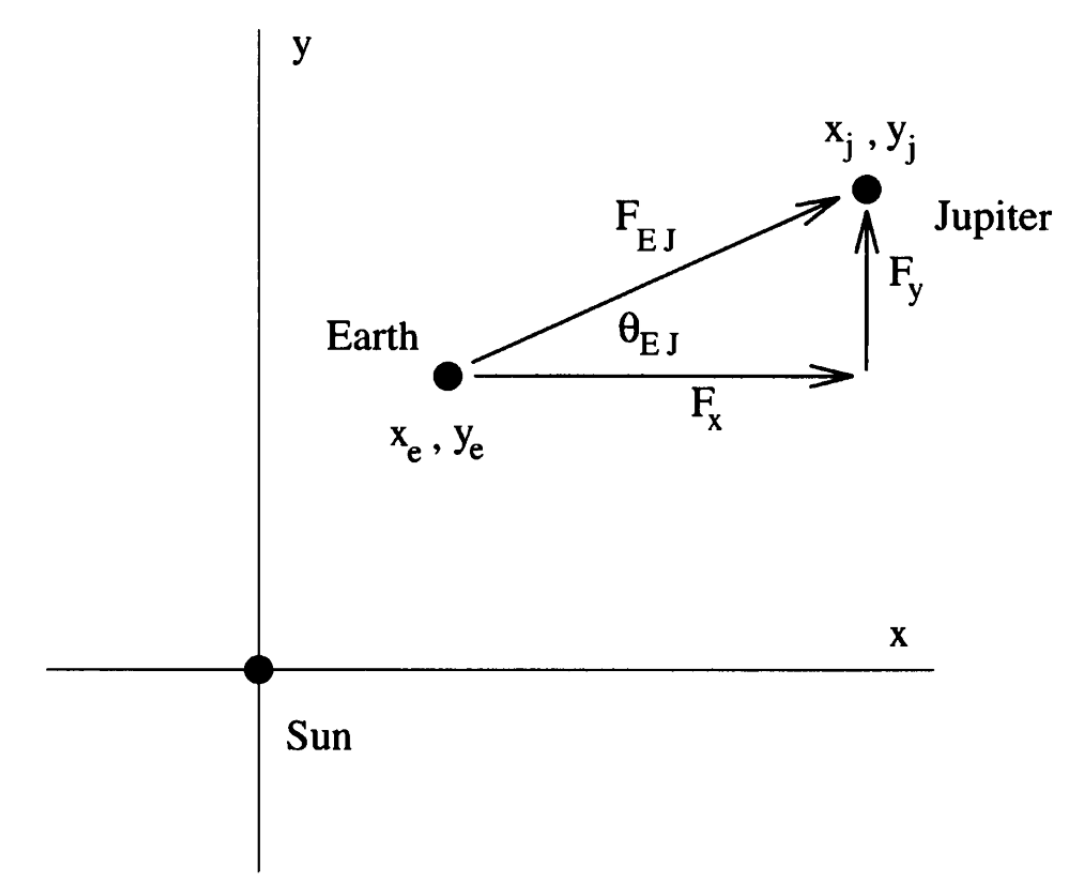 y
x_j , y_j
Jupiter
F_EJ
F_y
Earth
θ_EJ
F_x
x_e , y_e
x
Sun